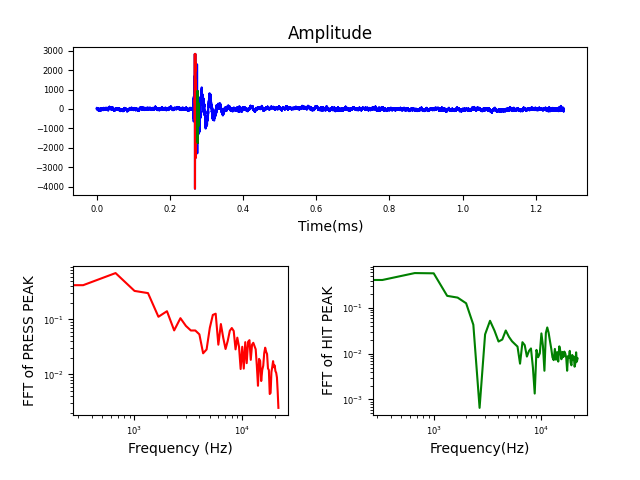 Amplitude
3000
2000
1000
0
−1000
−2000
−3000
−4000
0.0 0.2 0.4 0.6 0.8 1.0 1.2
Time(ms)
FFT of PRESS PEAK
10⁻¹
10⁻²
10³ 10⁴
Frequency (Hz)
FFT of HIT PEAK
10⁻¹
10⁻²
10⁻³
10³ 10⁴
Frequency(Hz)